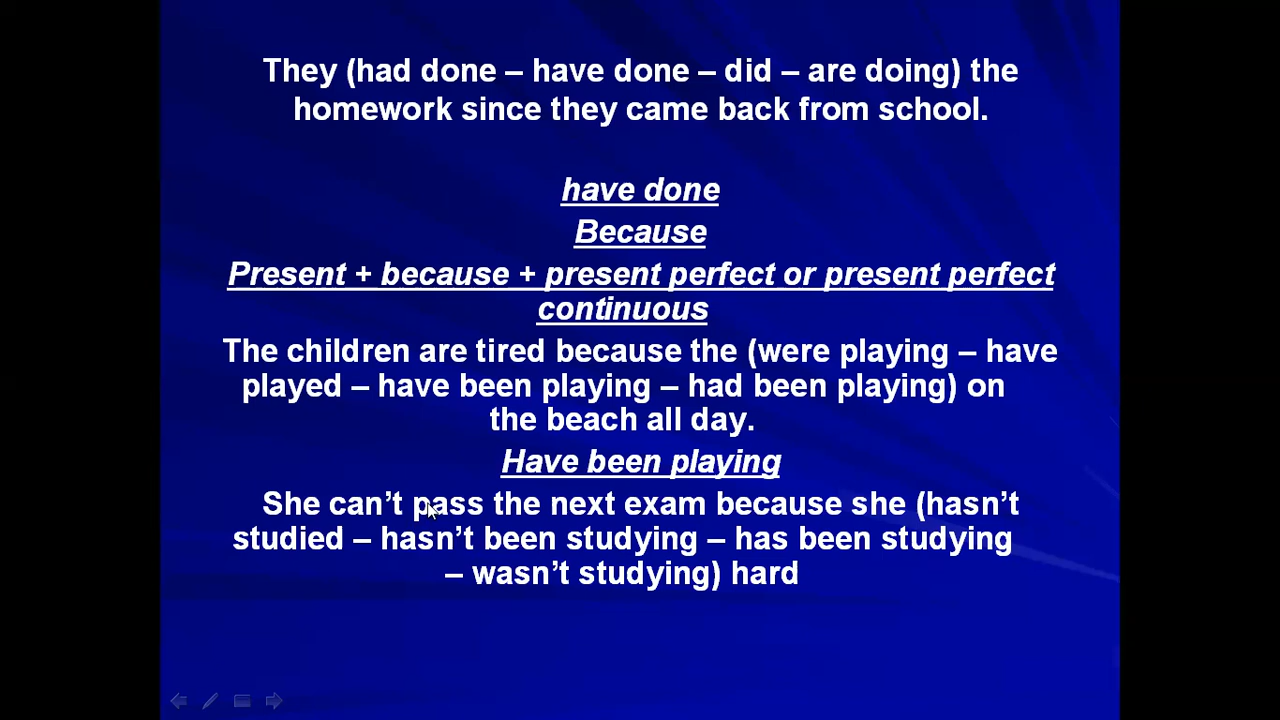 They (had done – have done – did – are doing) the
homework since they came back from school.
have done
Because
Present + because + present perfect or present perfect
continuous
The children are tired because the (were playing – have
played – have been playing – had been playing) on
the beach all day.
Have been playing
She can’t pass the next exam because she (hasn’t
studied – hasn’t been studying – has been studying
– wasn’t studying) hard